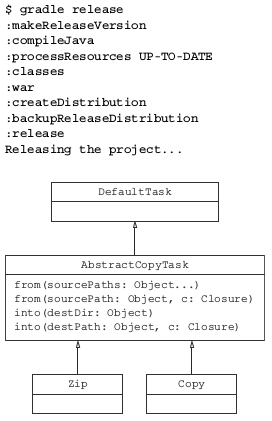 $ gradle release
:makeReleaseVersion
:compileJava
:processResources UP-TO-DATE
:classes
:war
:createDistribution
:backupReleaseDistribution
:release
Releasing the project...
DefaultTask
AbstractCopyTask
from(sourcePaths: Object...)
from(sourcePath: Object, c: Closure)
into(destDir: Object)
into(destPath: Object, c: Closure)
Zip
Copy